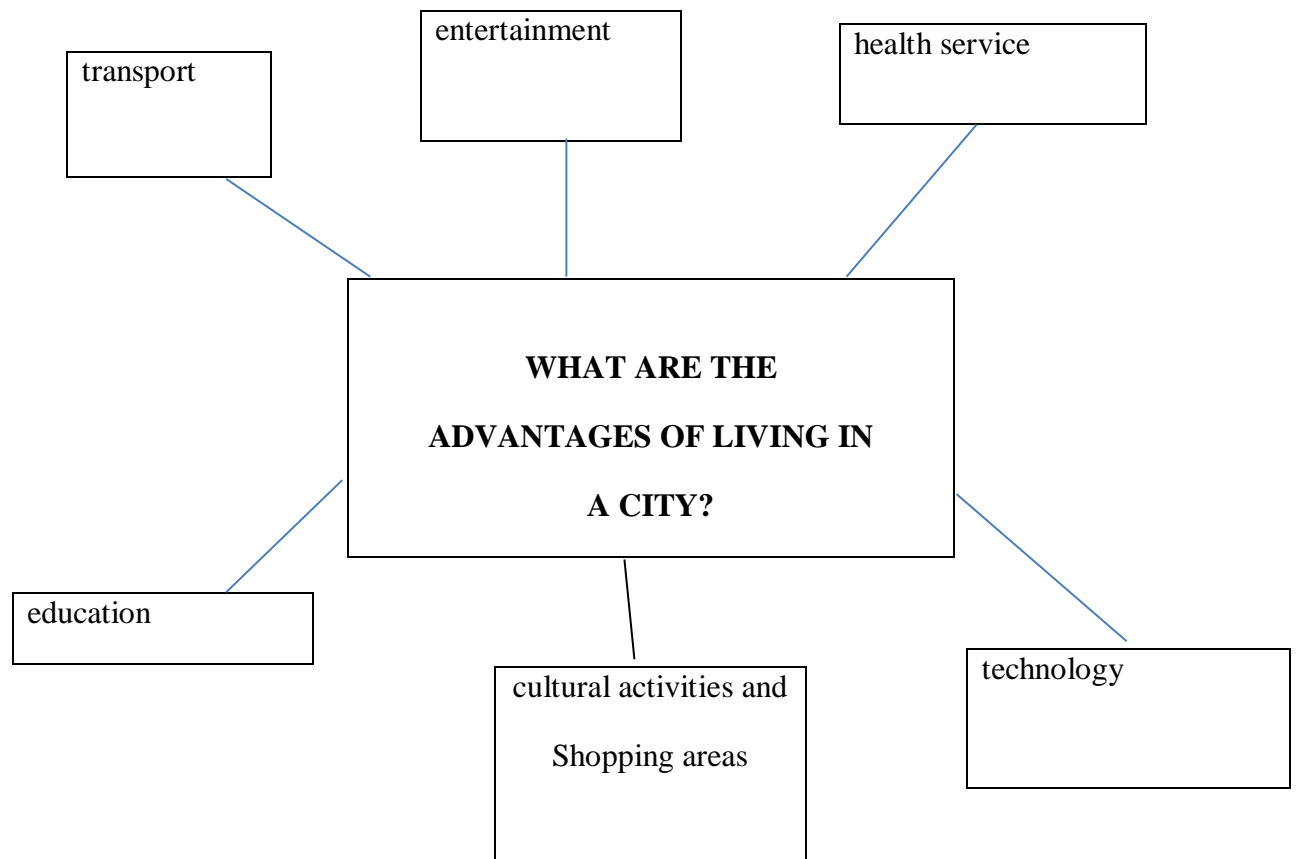 entertainment
health service
transport
WHAT ARE THE
ADVANTAGES OF LIVING IN
A CITY?
education
cultural activities and
Shopping areas
technology